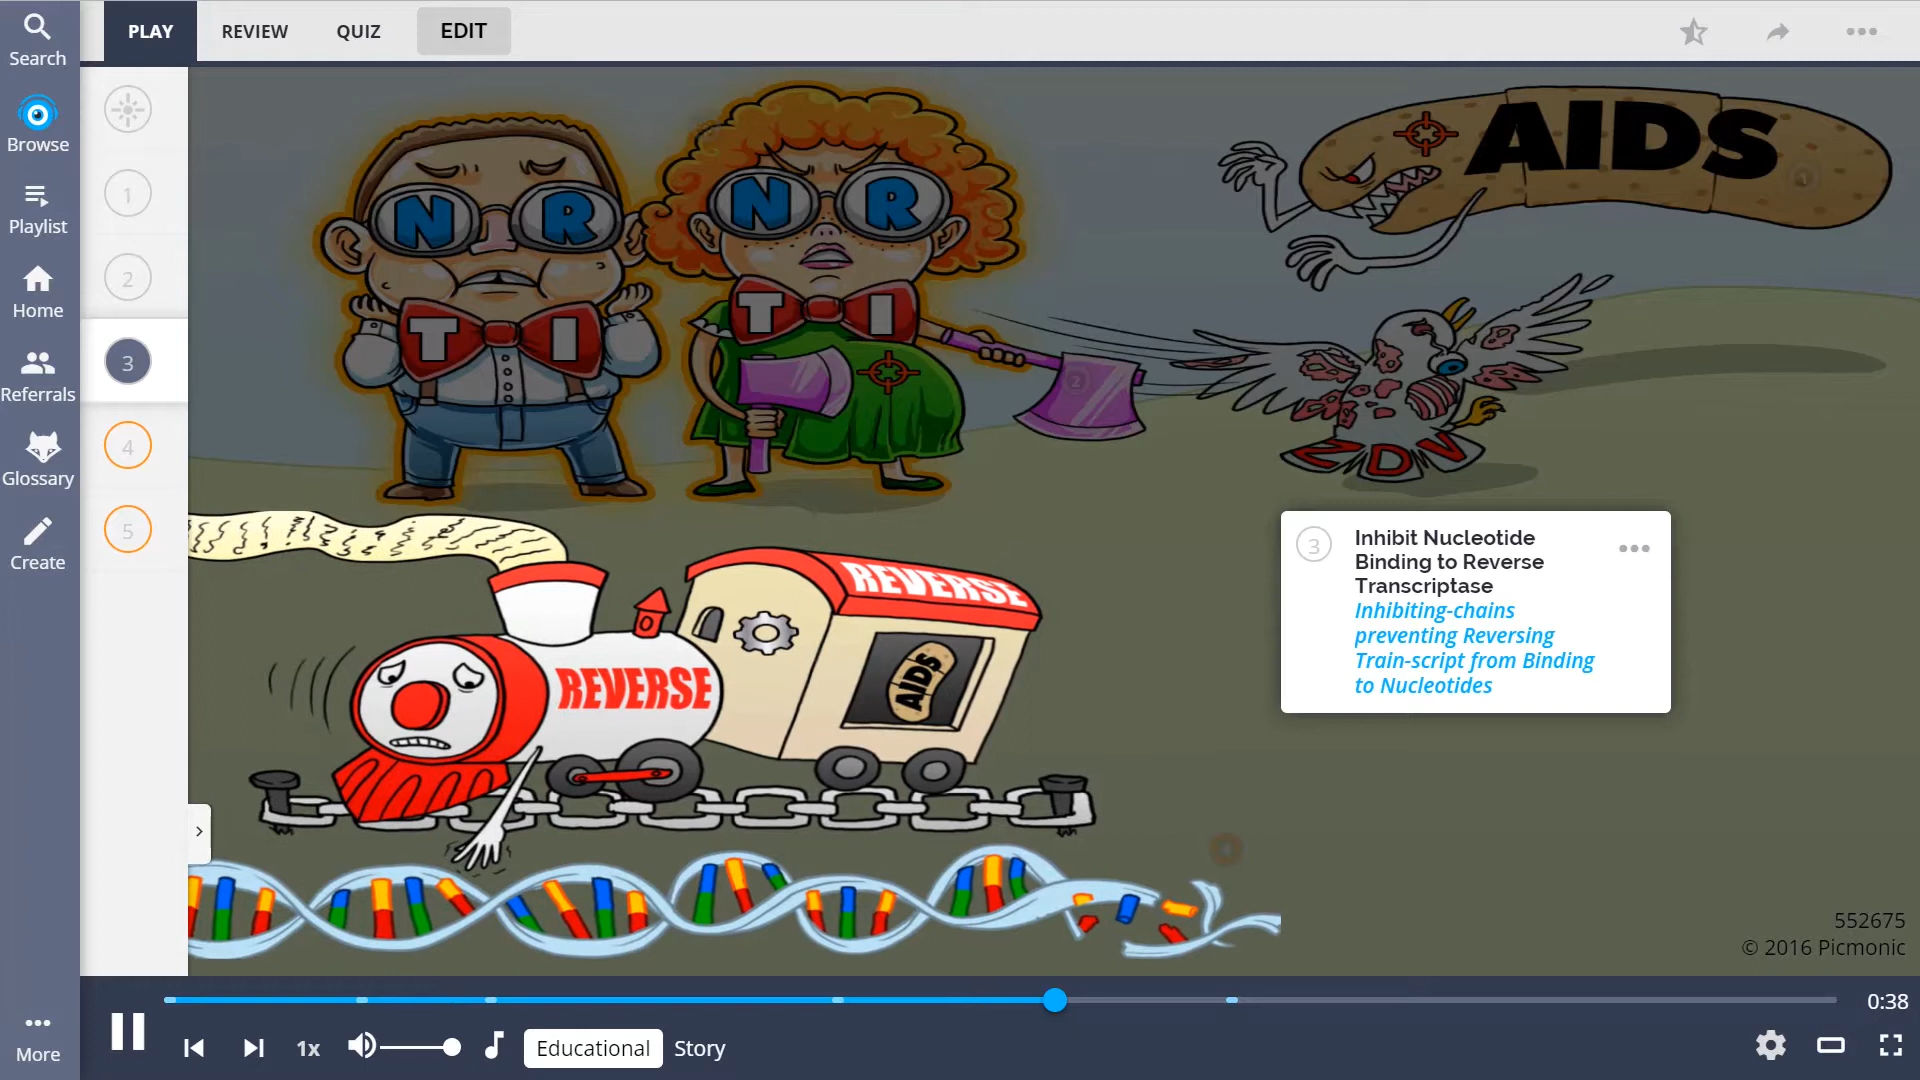 Search
Browse
Playlist
Home
Referrals
Glossary
Create
More
PLAY
REVIEW
QUIZ
EDIT
1
2
3
4
5
N R
T I
N R
T I
AIDS
1
2
ZDV
REVERSE
REVERSE
AIDS
3
Inhibit Nucleotide
Binding to Reverse
Transcriptase
Inhibiting-chains
preventing Reversing
Train-script from Binding
to Nucleotides
552675
© 2016 Picmonic
0:38
1x
Educational
Story